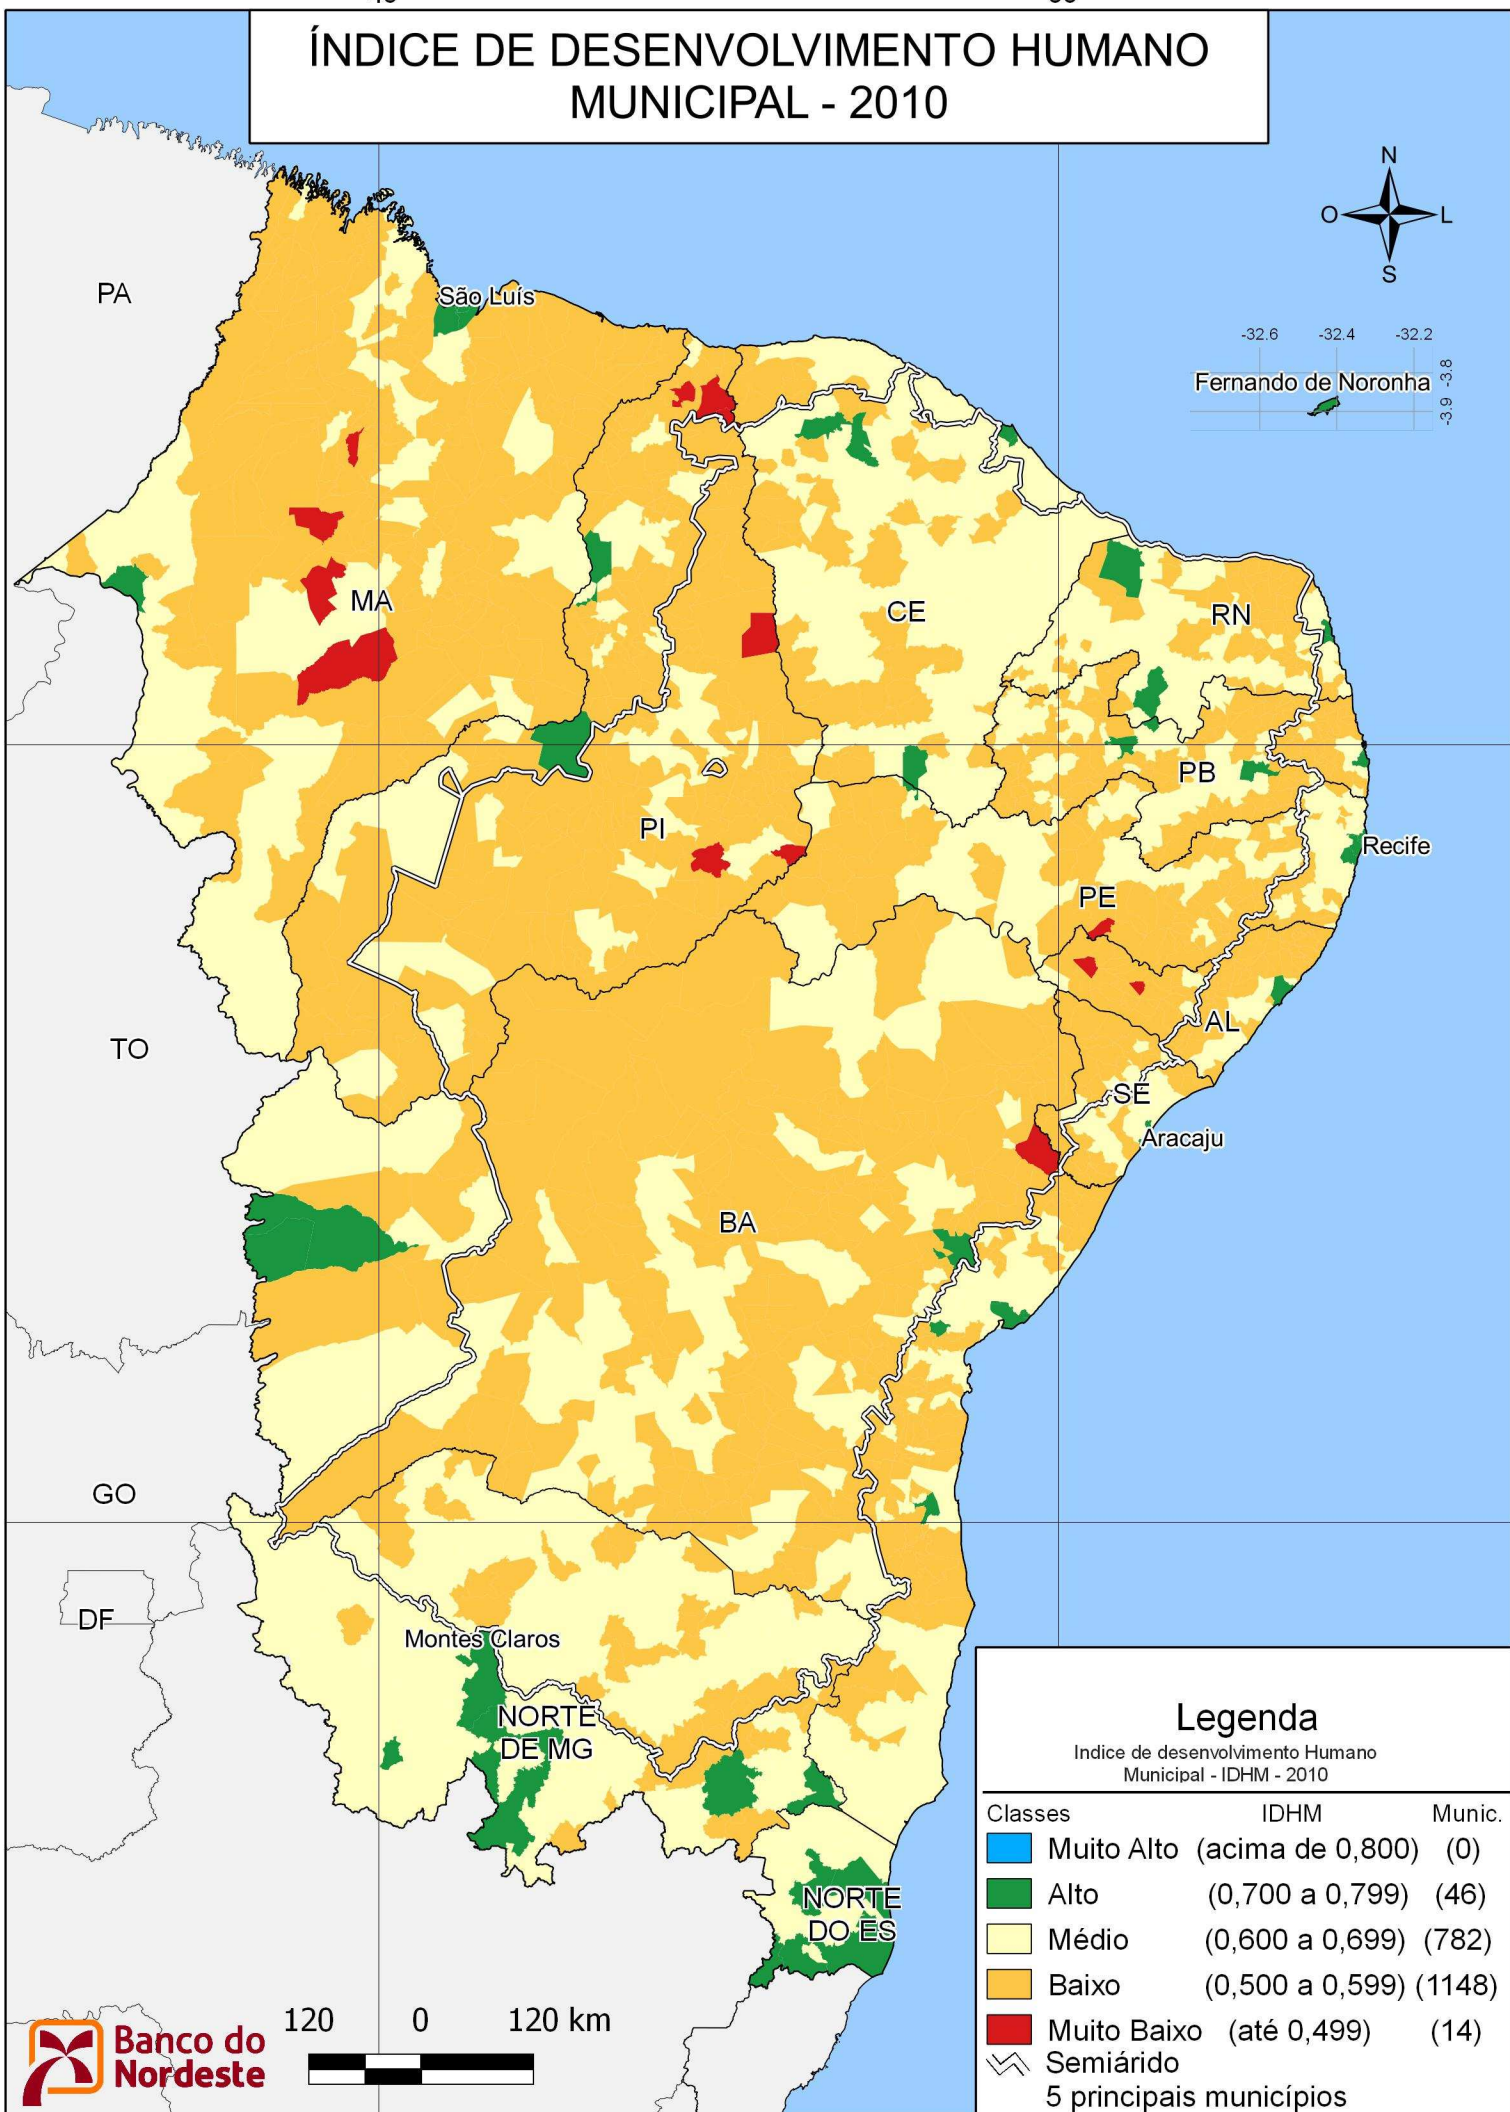 ÍNDICE DE DESENVOLVIMENTO HUMANO
MUNICIPAL - 2010
N
O
L
S
PA
São Luís
-32.6
-32.4
-32.2
Fernando de Noronha
-3.8
-3.9
MA
CE
RN
PB
PI
Recife
PE
TO
AL
SE
Aracaju
BA
GO
DF
Montes Claros
NORTE
DE MG
NORTE
DO ES
Legenda
Indice de desenvolvimento Humano
Municipal - IDHM - 2010
Classes IDHM Munic.
Muito Alto (acima de 0,800) (0)
Alto (0,700 a 0,799) (46)
Médio (0,600 a 0,699) (782)
Baixo (0,500 a 0,599) (1148)
Muito Baixo (até 0,499) (14)
Semiárido
5 principais municípios
120 0 120 km
Banco do
Nordeste